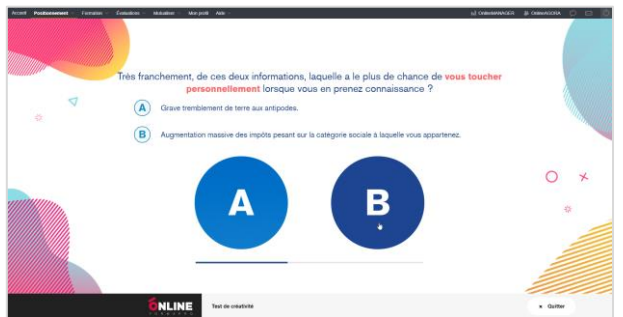 Accueil Positionnement Formation Évaluations Mutualiser Mon profil Aide OnlineMANAGER OnlineAGORA
Très franchement, de ces deux informations, laquelle a le plus de chance de vous toucher
personnellement lorsque vous en prenez connaissance ?
A Grave tremblement de terre aux antipodes.
B Augmentation massive des impôts pesant sur la catégorie sociale à laquelle vous appartenez.
A B
ONLINE Test de créativité × Quitter